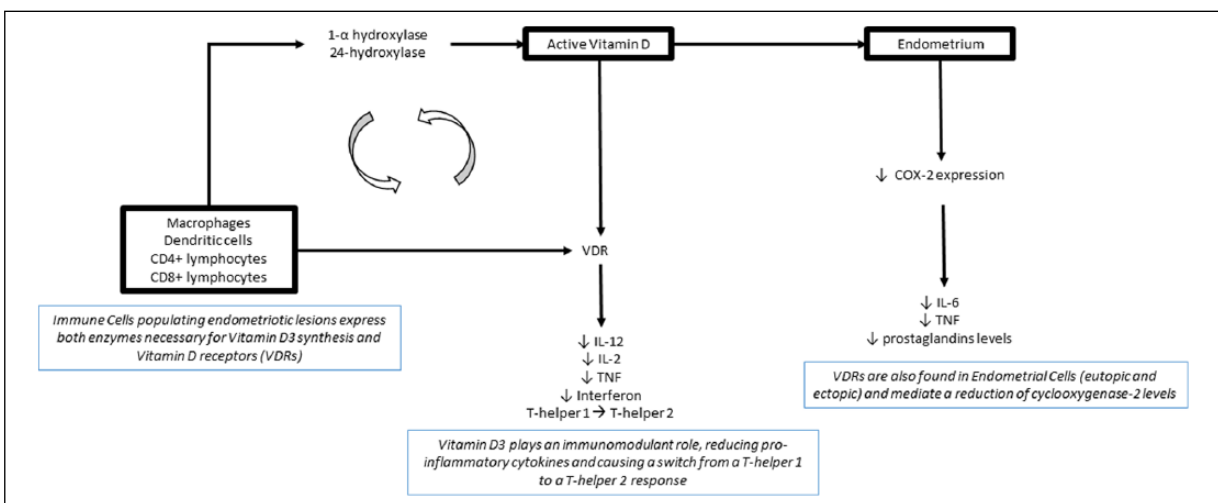 1-α hydroxylase
24-hydroxylase
Active Vitamin D
Endometrium
↓ COX-2 expression
Macrophages
Dendritic cells
CD4+ lymphocytes
CD8+ lymphocytes
VDR
Immune Cells populating endometriotic lesions express
both enzymes necessary for Vitamin D3 synthesis and
Vitamin D receptors (VDRs)
↓ IL-12
↓ IL-2
↓ TNF
↓ Interferon
T-helper 1 → T-helper 2
Vitamin D3 plays an immunomodulant role, reducing pro-
inflammatory cytokines and causing a switch from a T-helper 1
to a T-helper 2 response
↓ IL-6
↓ TNF
↓ prostaglandins levels
VDRs are also found in Endometrial Cells (eutopic and
ectopic) and mediate a reduction of cyclooxygenase-2 levels